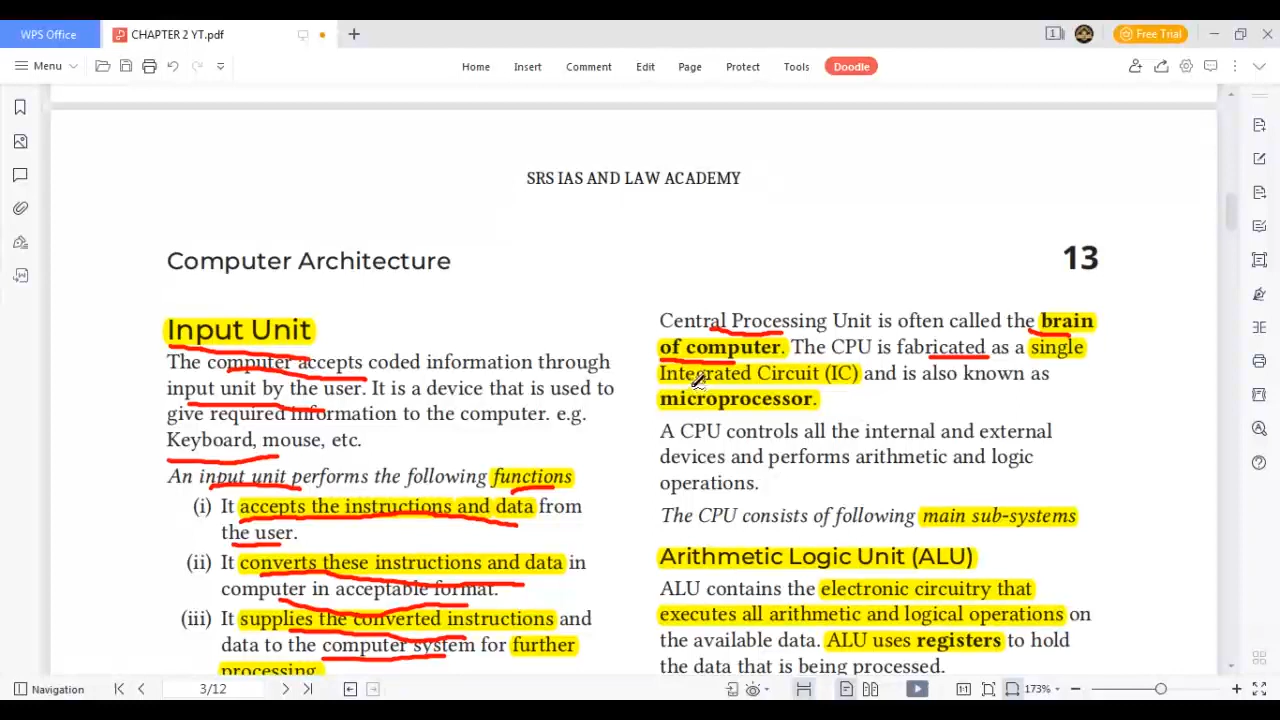 WPS Office
CHAPTER 2 YT.pdf
1
Free Trial
Menu
Home
Insert
Comment
Edit
Page
Protect
Tools
Doodle
SRS IAS AND LAW ACADEMY
Computer Architecture
13
Input Unit
The computer accepts coded information through
input unit by the user. It is a device that is used to
give required information to the computer. e.g.
Keyboard, mouse, etc.
An input unit performs the following functions
(i) It accepts the instructions and data from
the user.
(ii) It converts these instructions and data in
computer in acceptable format.
(iii) It supplies the converted instructions and
data to the computer system for further
processing.
Central Processing Unit is often called the brain
of computer. The CPU is fabricated as a single
Integrated Circuit (IC) and is also known as
microprocessor.
A CPU controls all the internal and external
devices and performs arithmetic and logic
operations.
The CPU consists of following main sub-systems
Arithmetic Logic Unit (ALU)
ALU contains the electronic circuitry that
executes all arithmetic and logical operations on
the available data. ALU uses registers to hold
the data that is being processed.
Navigation
3/12
1:1
173%